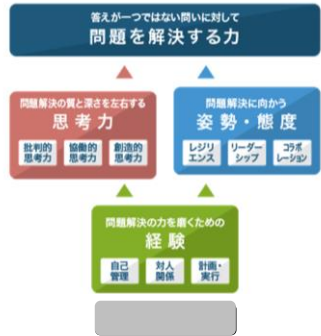 答えが一つではない問いに対して
問題を解決する力
問題解決の質と深さを左右する
思考力
批判的
思考力
協働的
思考力
創造的
思考力
問題解決に向かう
姿勢・態度
レジリ
エンス
リーダー
シップ
コラボ
レーション
問題解決の力を磨くための
経験
自己
管理
対人
関係
計画・
実行